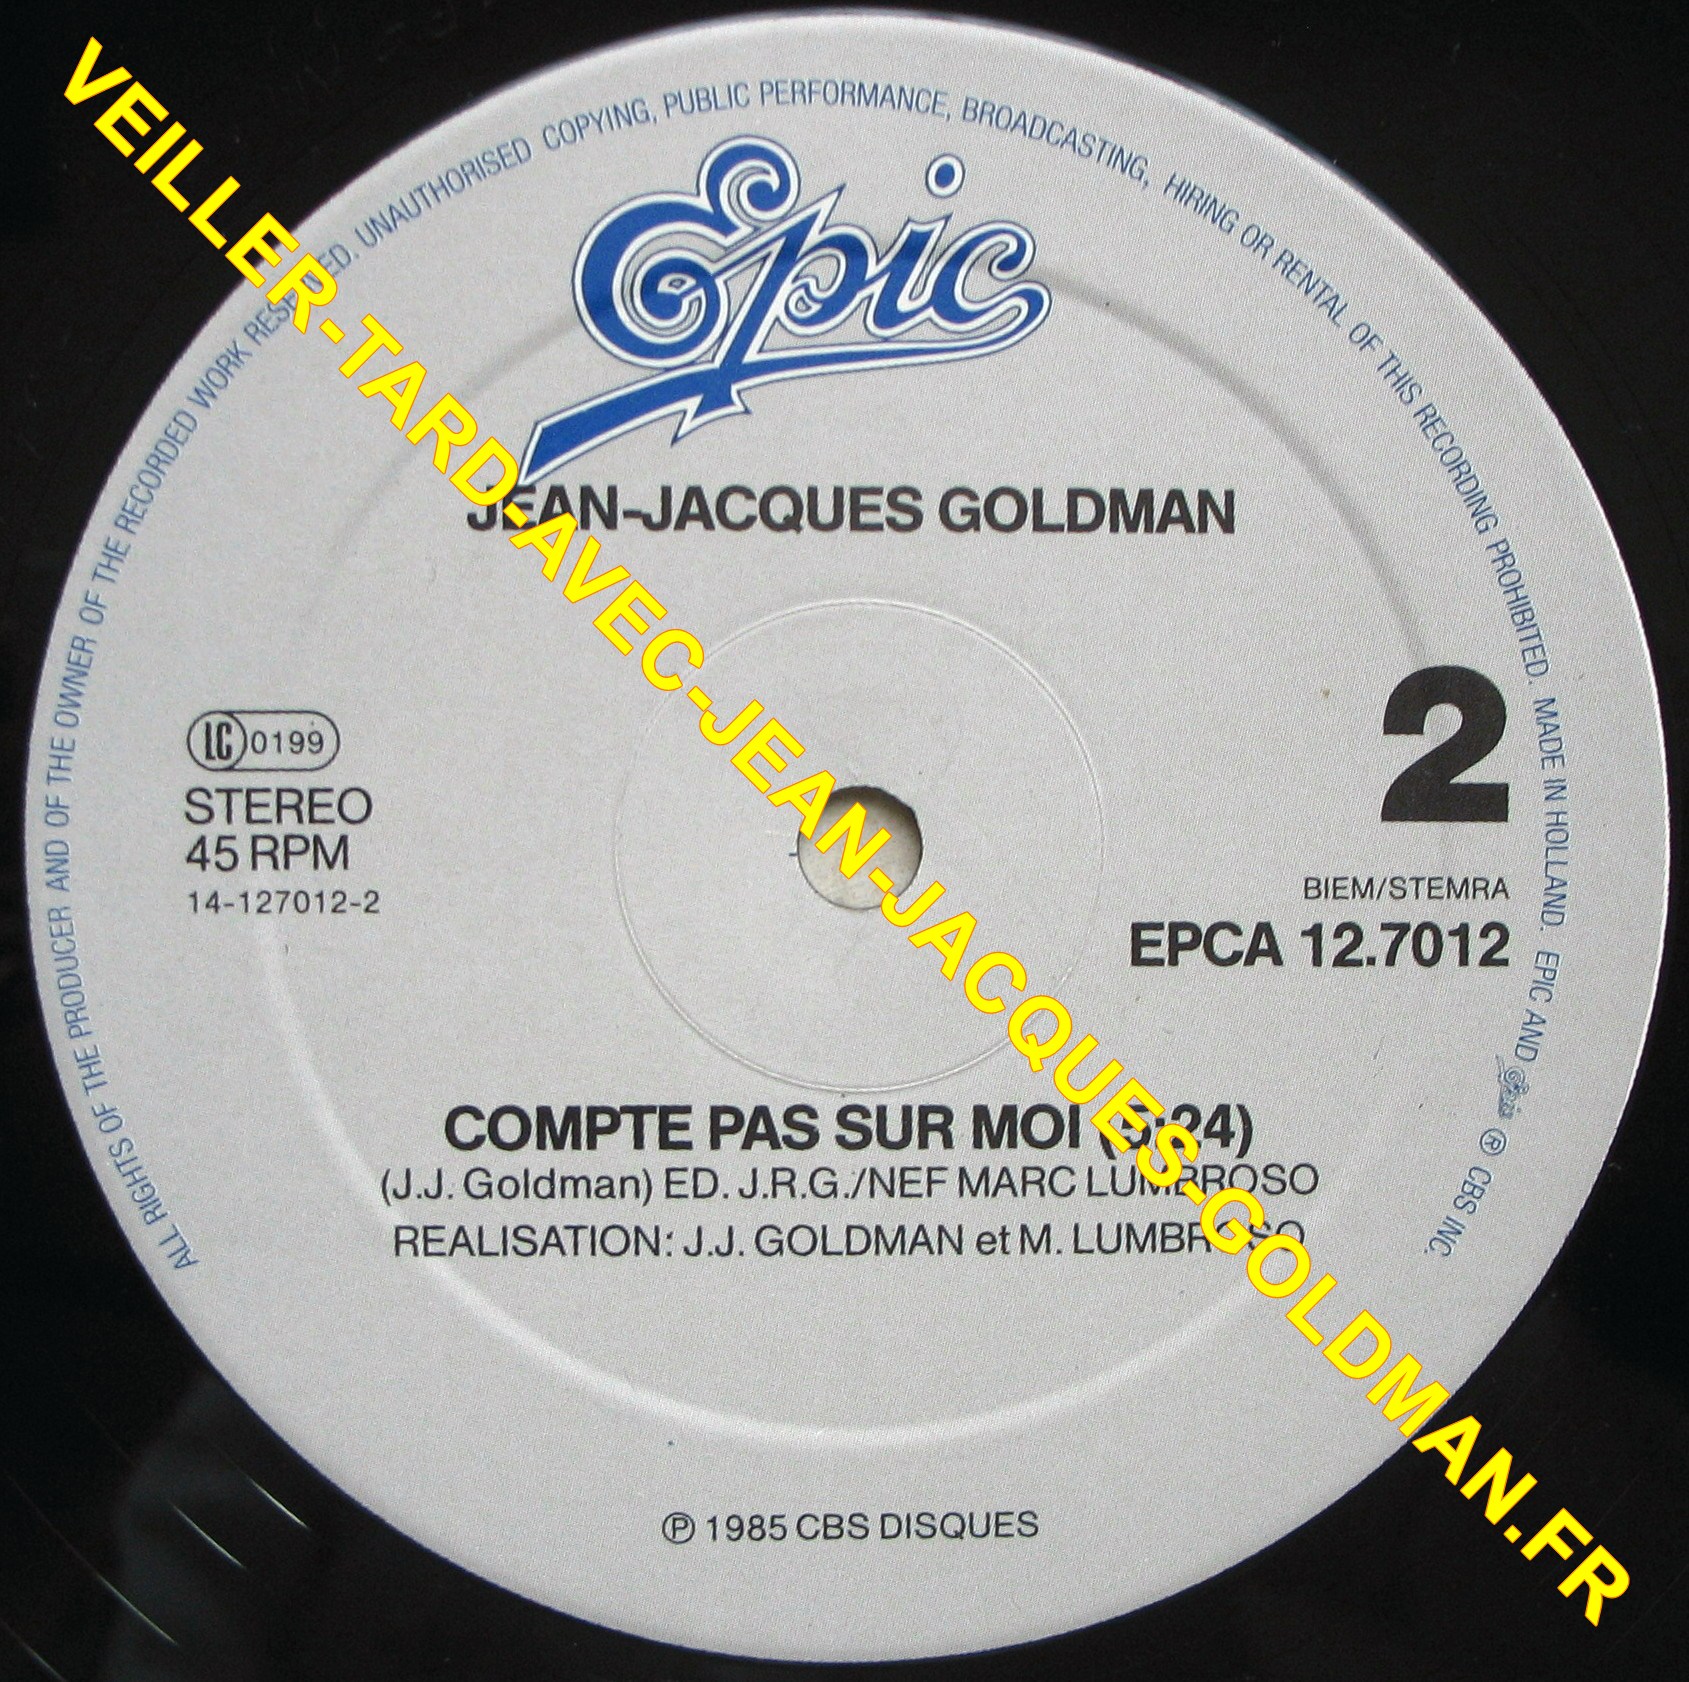 VEILLER-TARD-AVEC-JEAN-JACQUES-GOLDMAN.FR
ALL RIGHTS OF THE PRODUCER AND OF THE OWNER OF THE RECORDED WORK RESERVED. UNAUTHORISED COPYING, PUBLIC PERFORMANCE, BROADCASTING, HIRING OR RENTAL OF THIS RECORDING PROHIBITED. MADE IN HOLLAND. EPIC AND Epic ® CBS INC.
Epic
JEAN-JACQUES GOLDMAN
LC 0199
STEREO
45 RPM
14-127012-2
2
BIEM/STEMRA
EPCA 12.7012
COMPTE PAS SUR MOI (5:24)
(J.J. Goldman) ED. J.R.G./NEF MARC LUMBROSO
REALISATION: J.J. GOLDMAN et M. LUMBROSO
℗ 1985 CBS DISQUES